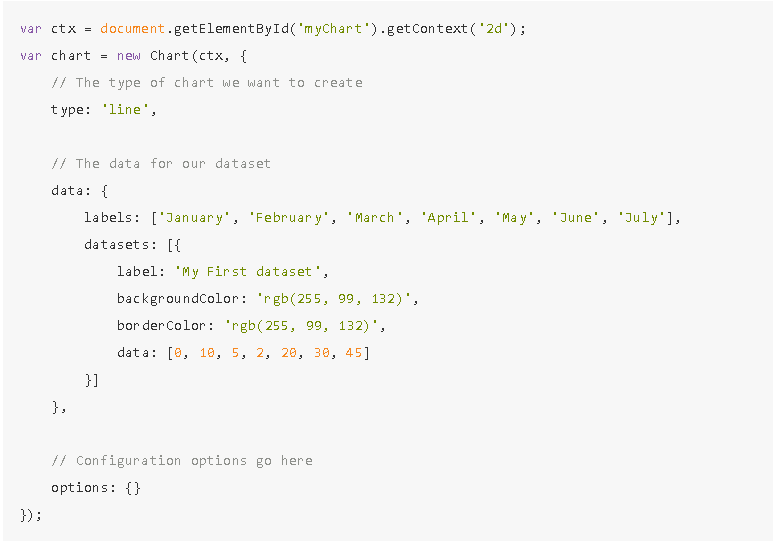 var ctx = document.getElementById('myChart').getContext('2d');
var chart = new Chart(ctx, {
    // The type of chart we want to create
    type: 'line',

    // The data for our dataset
    data: {
        labels: ['January', 'February', 'March', 'April', 'May', 'June', 'July'],
        datasets: [{
            label: 'My First dataset',
            backgroundColor: 'rgb(255, 99, 132)',
            borderColor: 'rgb(255, 99, 132)',
            data: [0, 10, 5, 2, 20, 30, 45]
        }]
    },

    // Configuration options go here
    options: {}
});